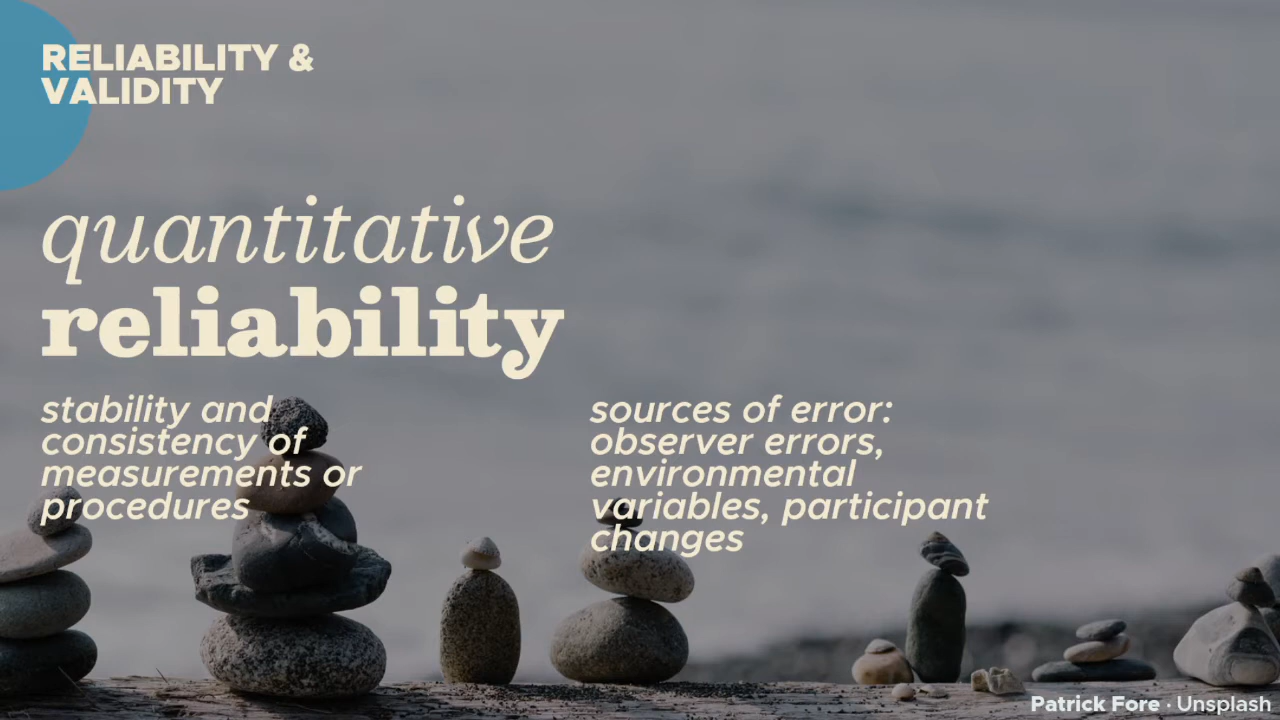 RELIABILITY &
VALIDITY
quantitative
reliability
stability and
consistency of
measurements or
procedures
sources of error:
observer errors,
environmental
variables, participant
changes
Patrick Fore · Unsplash